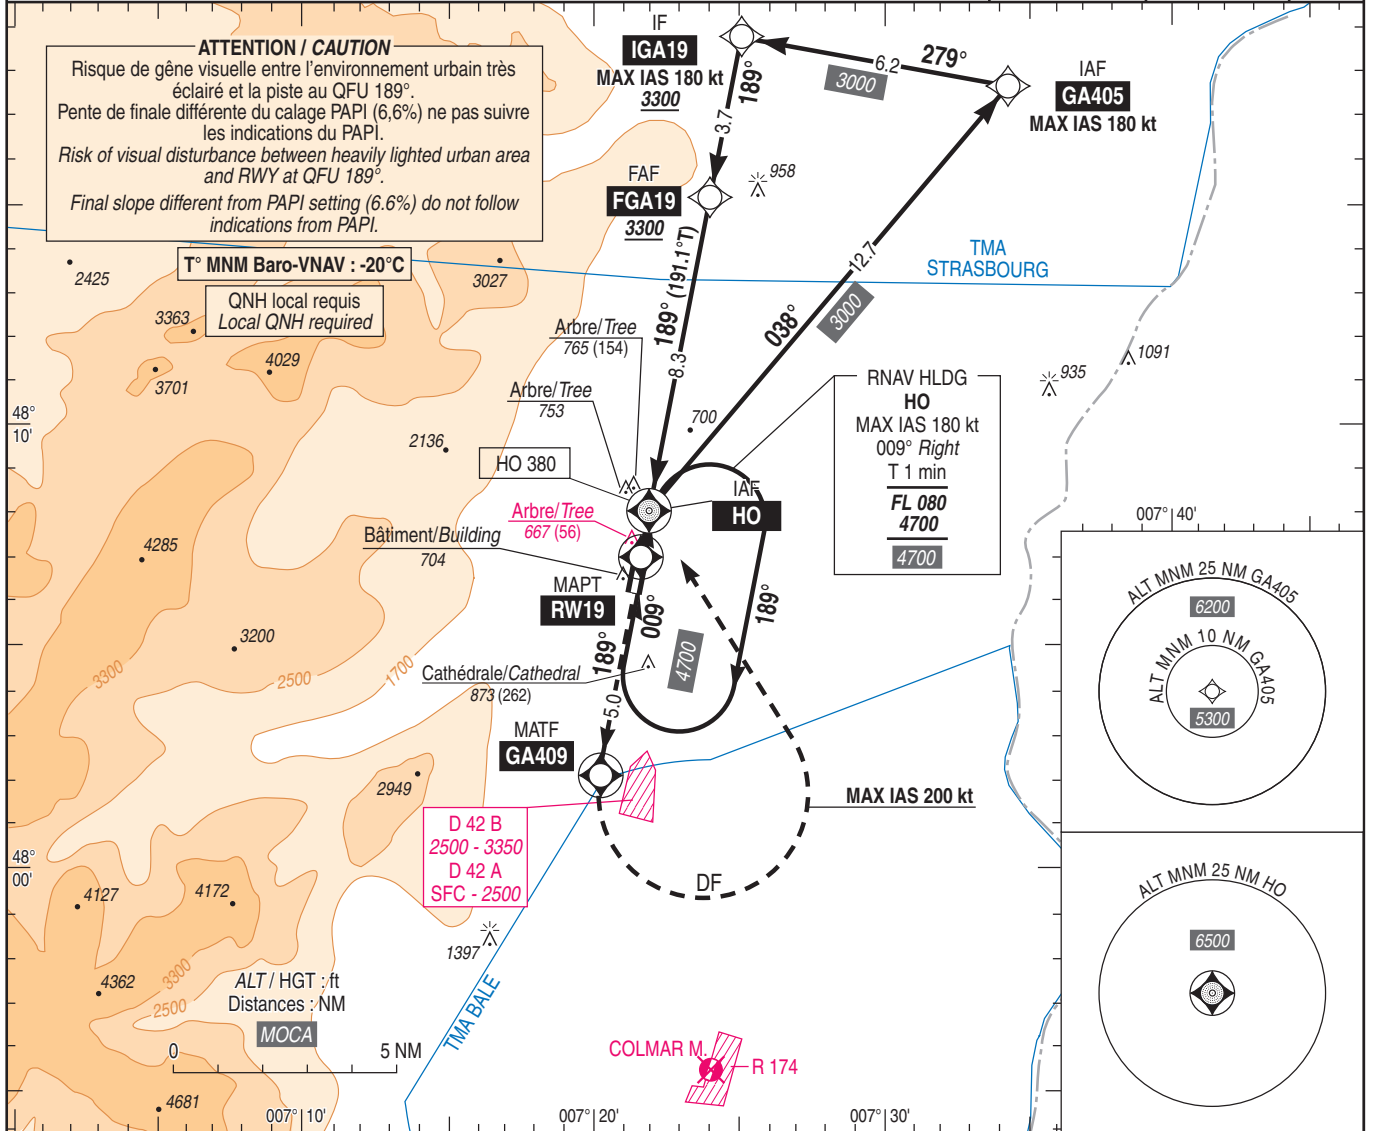 ATTENTION / CAUTION
Risque de gêne visuelle entre l'environnement urbain très
éclairé et la piste au QFU 189°.
Pente de finale différente du calage PAPI (6,6%) ne pas suivre
les indications du PAPI.
Risk of visual disturbance between heavily lighted urban area
and RWY at QFU 189°.
Final slope different from PAPI setting (6.6%) do not follow
indications from PAPI.
T° MNM Baro-VNAV : -20°C
QNH local requis
Local QNH required
IF
IGA19
MAX IAS 180 kt
3300
189°
3.7
6.2
279°
3000
IAF
GA405
MAX IAS 180 kt
FAF
FGA19
3300
958
189° (191.1°T)
8.3
12.7
038°
3000
TMA
STRASBOURG
2425
3027
3363
3701
4029
2136
Arbre/Tree
765 (154)
Arbre/Tree
753
700
935
1091
48°
10'
HO 380
IAF
HO
RNAV HLDG
HO
MAX IAS 180 kt
009° Right
T 1 min
FL 080
4700
4700
Arbre/Tree
667 (56)
Bâtiment/Building
704
MAPT
RW19
4285
3200
3300
2500
1700
189°
009°
4700
189°
5.0
Cathédrale/Cathedral
873 (262)
MATF
GA409
2949
D 42 B
2500 - 3350
D 42 A
SFC - 2500
MAX IAS 200 kt
DF
007° 40'
ALT MNM 25 NM GA405
6200
ALT MNM 10 NM GA405
5300
ALT MNM 25 NM HO
6500
48°
00'
4127
4172
4362
3300
2500
1397
TMA BALE
ALT / HGT : ft
Distances : NM
MOCA
0
5 NM
4681
COLMAR M.
R 174
007° 10'
007° 20'
007° 30'